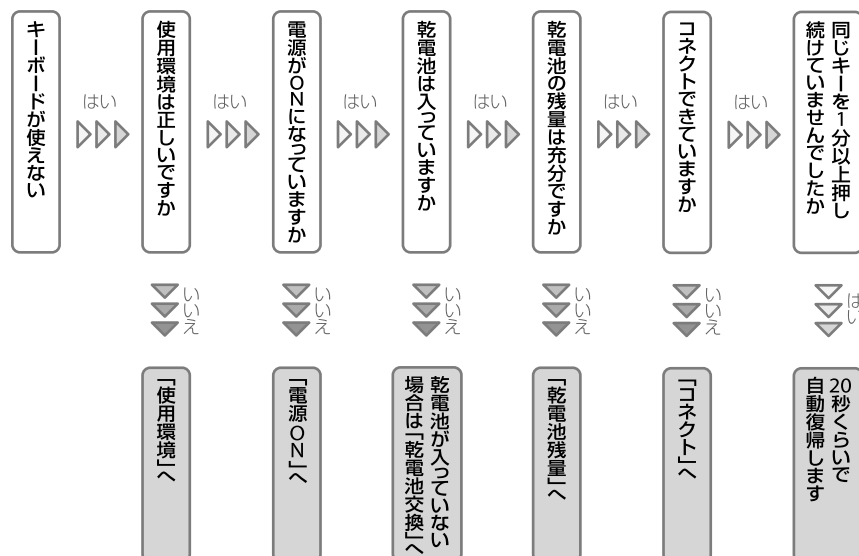 キーボードが使えない
はい
使用環境は正しいですか
はい
電源がONになっていますか
はい
乾電池は入っていますか
はい
乾電池の残量は充分ですか
はい
コネクトできていますか
はい
同じキーを1分以上押し
続けていませんでしたか
いいえ
いいえ
いいえ
いいえ
いいえ
はい
「使用環境」へ
「電源ON」へ
乾電池が入っていない
場合は「乾電池交換」へ
「乾電池残量」へ
「コネクト」へ
20秒くらいで
自動復帰します